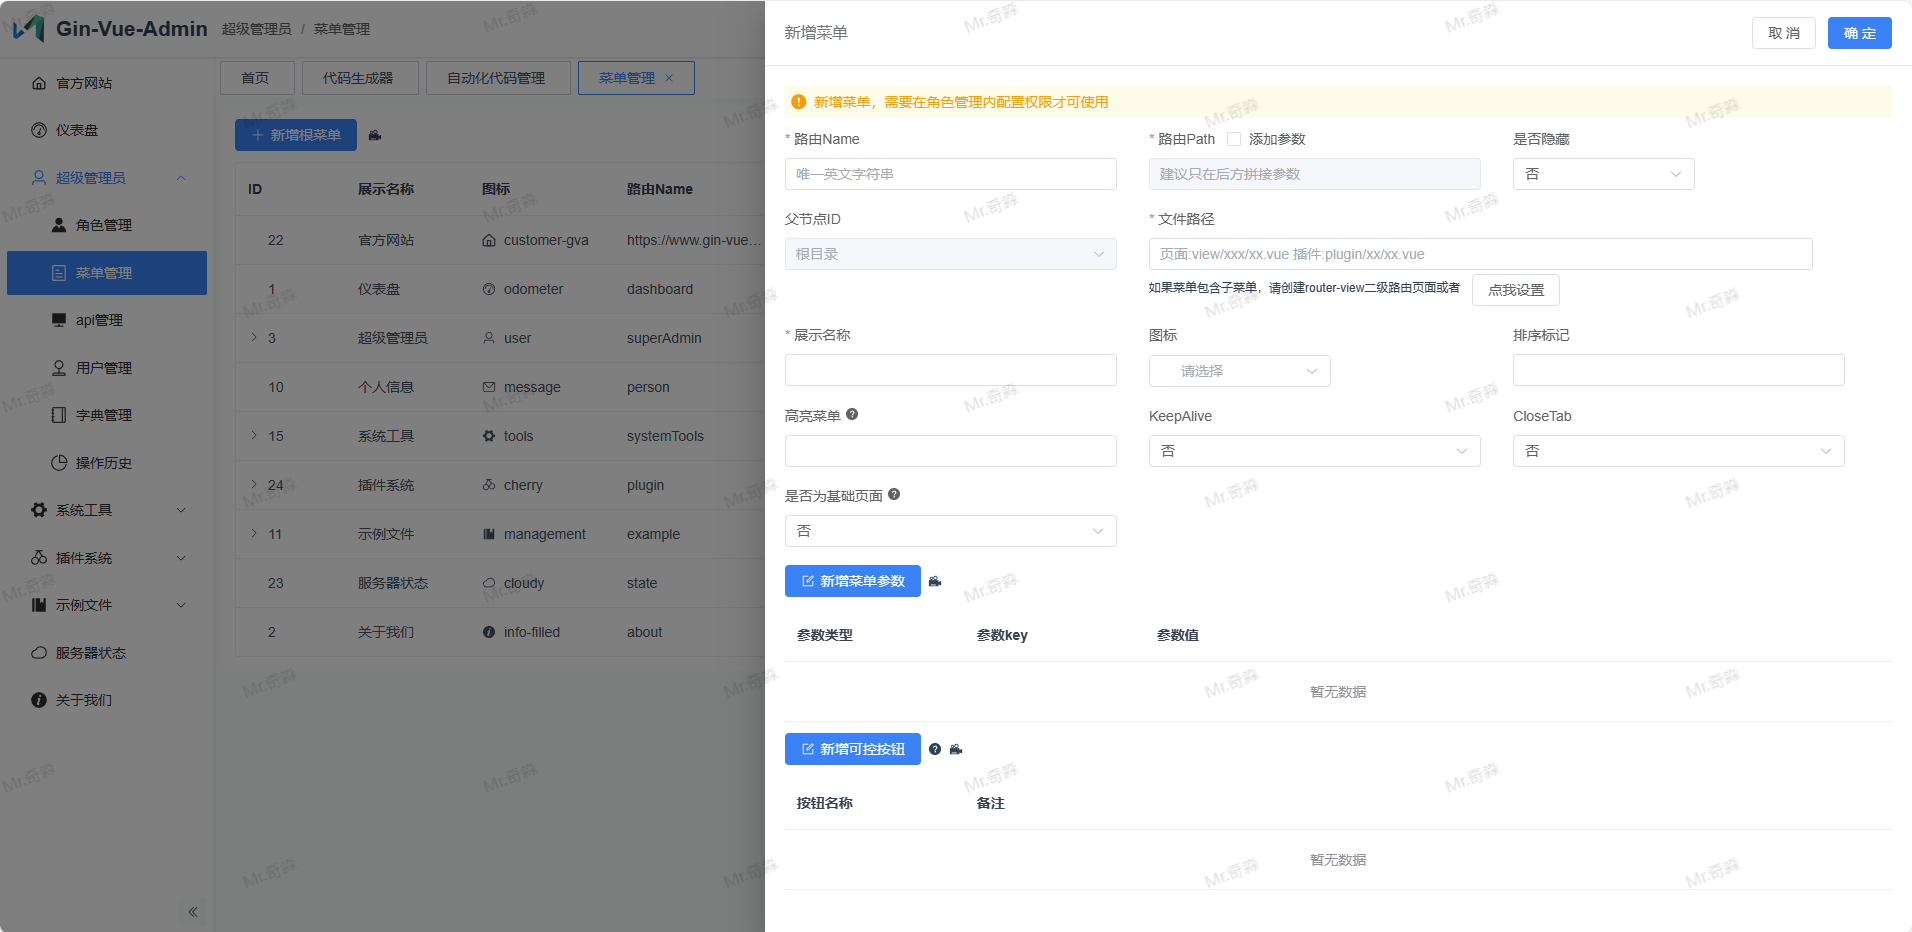 Gin-Vue-Admin
超级管理员 / 菜单管理
官方网站
仪表盘
超级管理员
角色管理
菜单管理
api管理
用户管理
字典管理
操作历史
系统工具
插件系统
示例文件
服务器状态
关于我们
首页
代码生成器
自动化代码管理
菜单管理
新增根菜单
ID 展示名称 图标 路由Name
22 官方网站 customer-gva https://www.gin-vue...
1 仪表盘 odometer dashboard
3 超级管理员 user superAdmin
10 个人信息 message person
15 系统工具 tools systemTools
24 插件系统 cherry plugin
11 示例文件 management example
23 服务器状态 cloudy state
2 关于我们 info-filled about
新增菜单
取 消
确 定
新增菜单，需要在角色管理内配置权限才可使用
* 路由Name
唯一英文字符串
* 路由Path 添加参数
建议只在后方拼接参数
是否隐藏
否
父节点ID
根目录
* 文件路径
页面:view/xxx/xx.vue 插件:plugin/xx/xx.vue
如果菜单包含子菜单，请创建router-view二级路由页面或者 点我设置
* 展示名称
图标
请选择
排序标记
高亮菜单
KeepAlive
否
CloseTab
否
是否为基础页面
否
新增菜单参数
参数类型 参数key 参数值
暂无数据
新增可控按钮
按钮名称 备注
暂无数据
Mr.奇淼